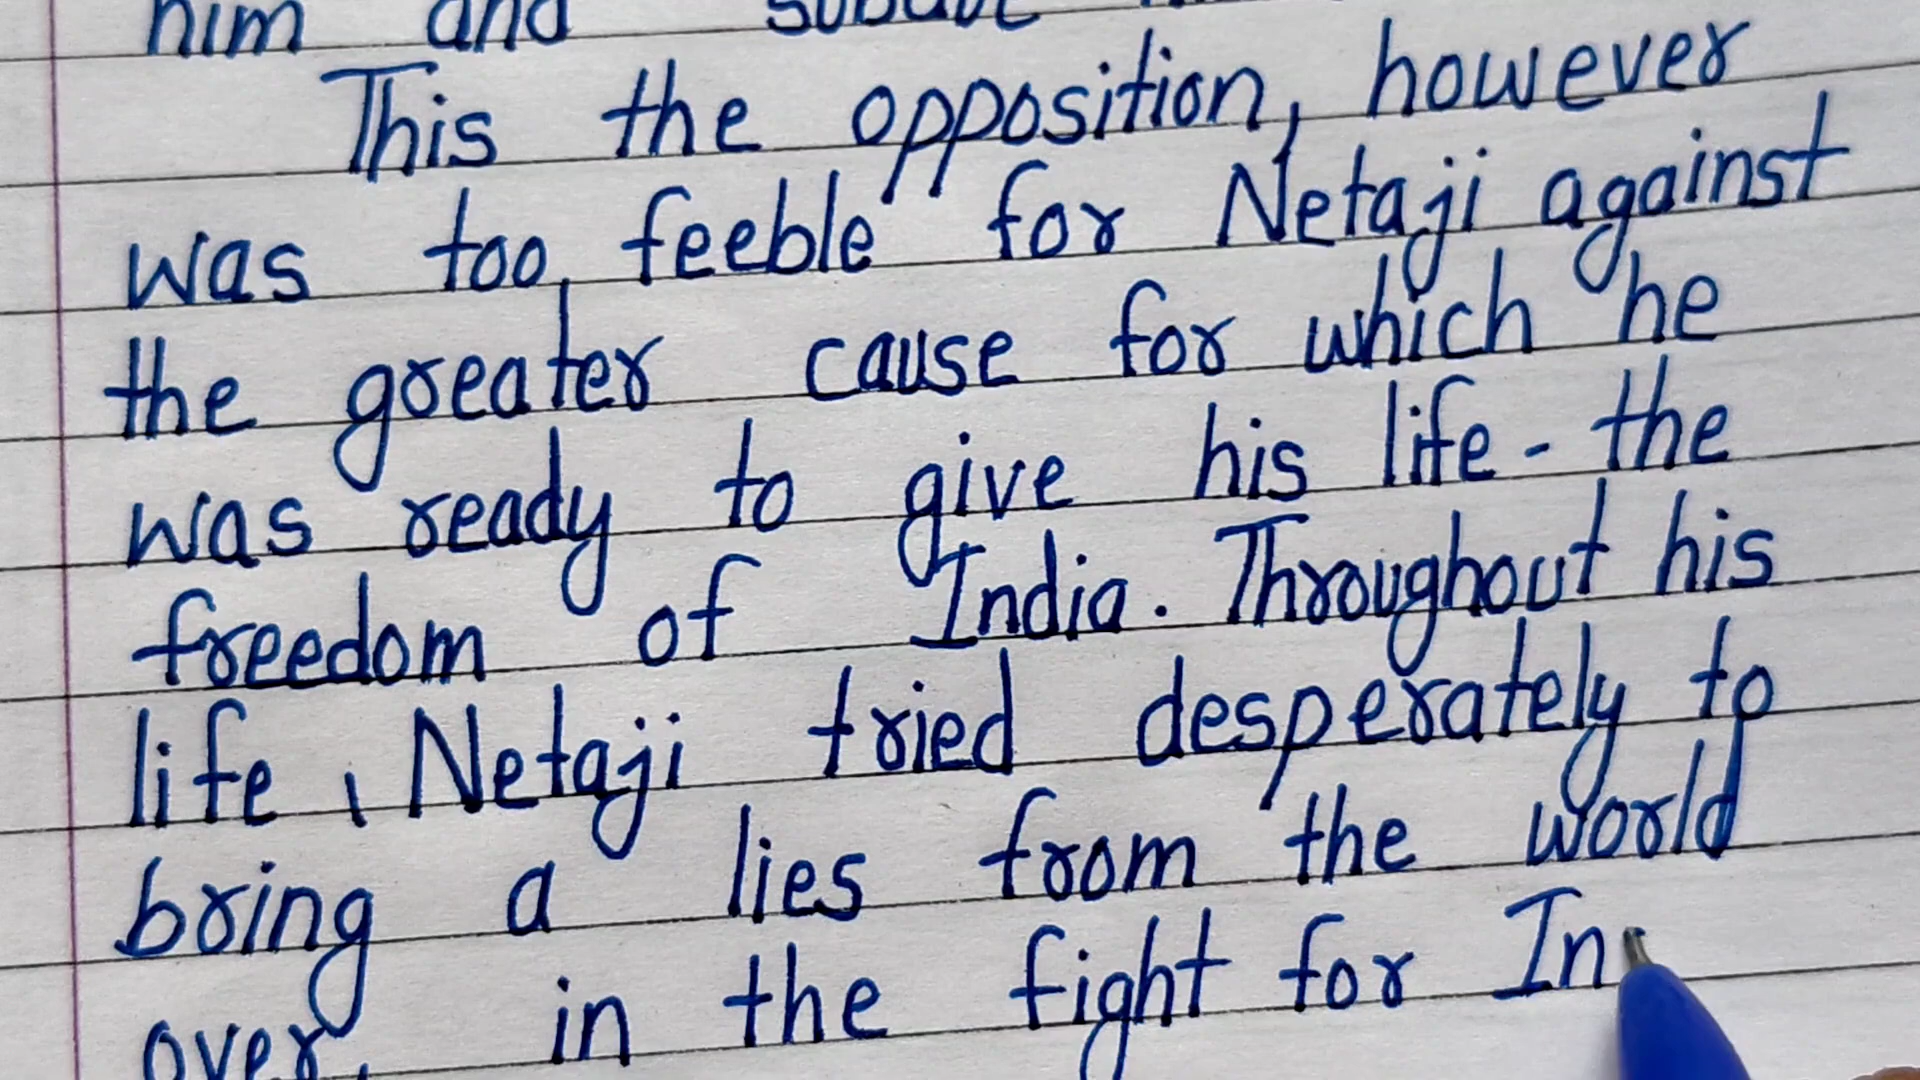 him and
This the opposition, however
was too, feeble for Netaji against
the greater cause for which he
was ready to give his life - the
freedom of India. Throughout his
life, Netaji tried desperately to
bring a lies from the world
over, in the fight for In